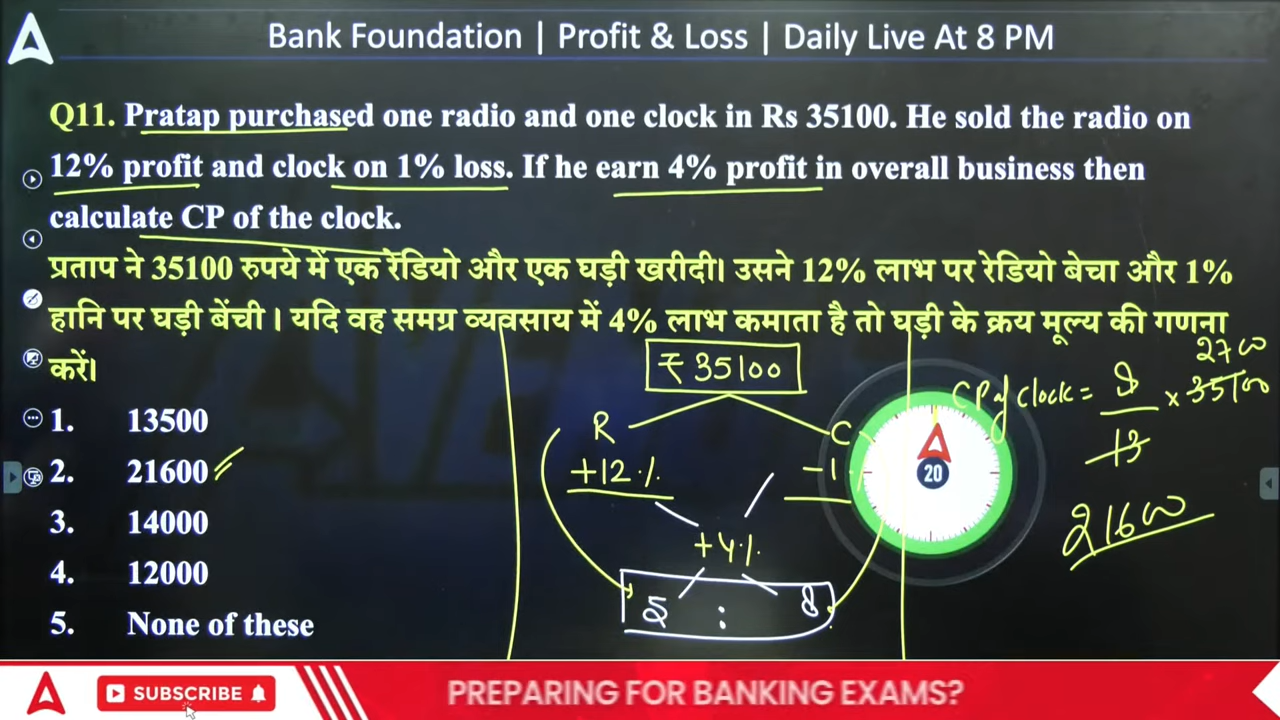 Bank Foundation | Profit & Loss | Daily Live At 8 PM
Q11. Pratap purchased one radio and one clock in Rs 35100. He sold the radio on
12% profit and clock on 1% loss. If he earn 4% profit in overall business then
calculate CP of the clock.
प्रताप ने 35100 रुपये में एक रेडियो और एक घड़ी खरीदी। उसने 12% लाभ पर रेडियो बेचा और 1%
हानि पर घड़ी बेंची । यदि वह समग्र व्यवसाय में 4% लाभ कमाता है तो घड़ी के क्रय मूल्य की गणना
करें।
1. 13500
2. 21600
3. 14000
4. 12000
5. None of these
₹ 35100
R C
+12 % -1
+4%
5 : 8
20
2700
CP of clock = 8 × 35100
13
21600
SUBSCRIBE
PREPARING FOR BANKING EXAMS?